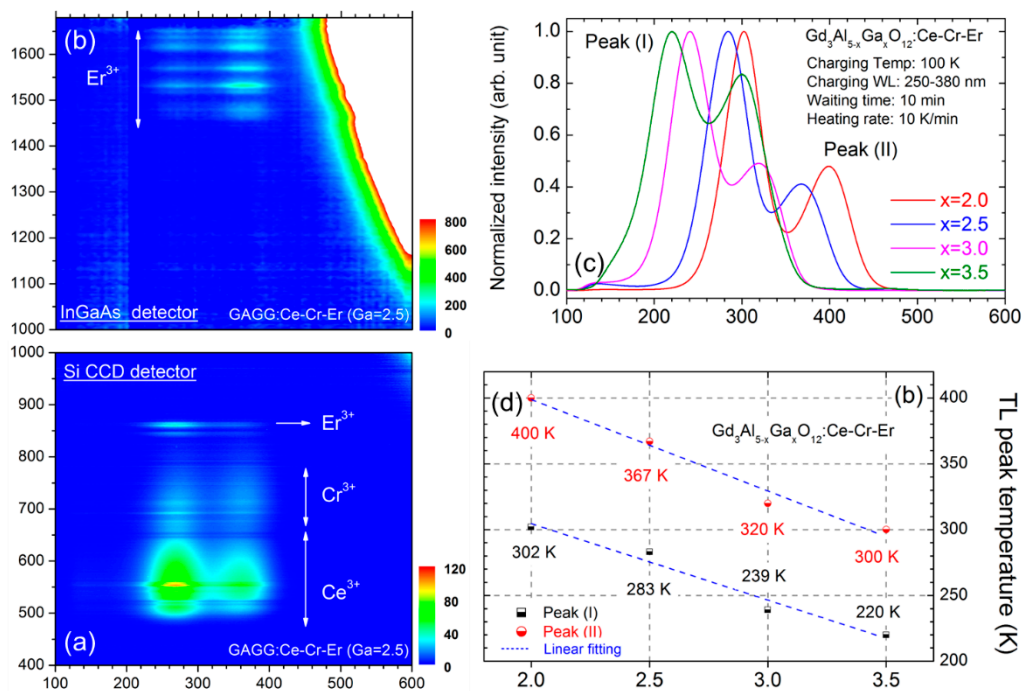 (b)
Er³⁺
1600
1500
1400
1300
1200
1100
1000
800
600
400
200
0
InGaAs detector
GAGG:Ce-Cr-Er (Ga=2.5)
100 200 300 400 500 600
Si CCD detector
1000
900
800
700
600
500
400
Er³⁺
Cr³⁺
Ce³⁺
120
80
40
0
(a)
GAGG:Ce-Cr-Er (Ga=2.5)
100 200 300 400 500 600
Normalized intensity (arb. unit)
1.0
0.8
0.6
0.4
0.2
0.0
Peak (I)
Gd₃Al₅₋ₓGaₓO₁₂:Ce-Cr-Er
Charging Temp: 100 K
Charging WL: 250-380 nm
Waiting time: 10 min
Heating rate: 10 K/min
Peak (II)
x=2.0
x=2.5
x=3.0
x=3.5
(c)
100 200 300 400 500 600
(d)
(b)
Gd₃Al₅₋ₓGaₓO₁₂:Ce-Cr-Er
400 K
367 K
320 K
300 K
302 K
283 K
239 K
220 K
Peak (I)
Peak (II)
Linear fitting
400
350
300
250
200
TL peak temperature (K)
2.0 2.5 3.0 3.5